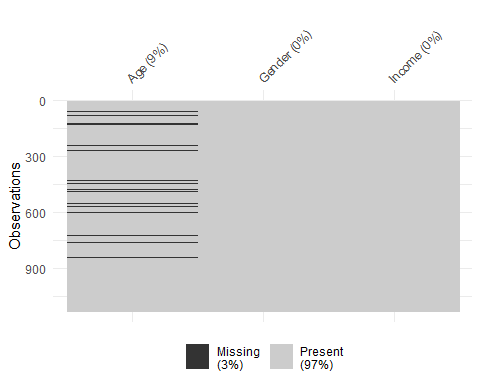 Age (9%)
Gender (0%)
Income (0%)
0
300
600
900
Observations
Missing
(3%)
Present
(97%)